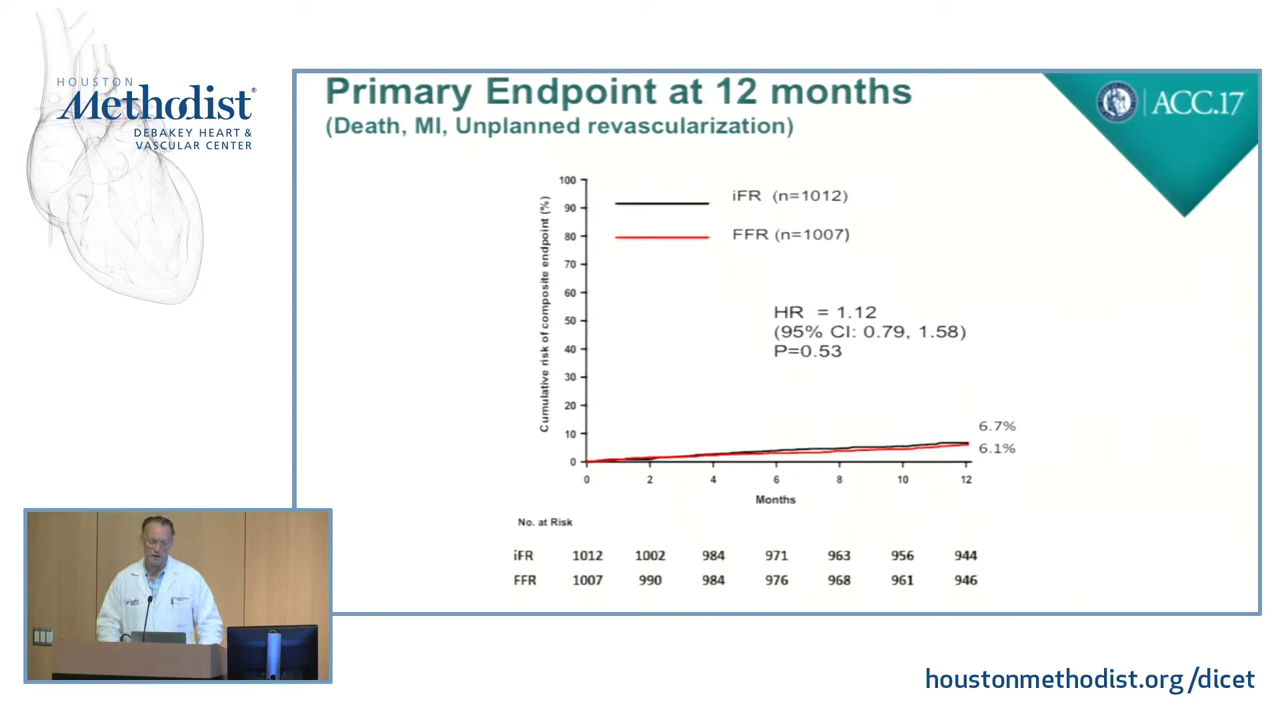 HOUSTON
Methodist®
DEBAKEY HEART &
VASCULAR CENTER
Primary Endpoint at 12 months
(Death, MI, Unplanned revascularization)
ACC.17
Cumulative risk of composite endpoint (%)
100
90
80
70
60
50
40
30
20
10
0
iFR (n=1012)
FFR (n=1007)
HR = 1.12
(95% CI: 0.79, 1.58)
P=0.53
6.7%
6.1%
0 2 4 6 8 10 12
Months
No. at Risk
iFR 1012 1002 984 971 963 956 944
FFR 1007 990 984 976 968 961 946
houstonmethodist.org/dicet